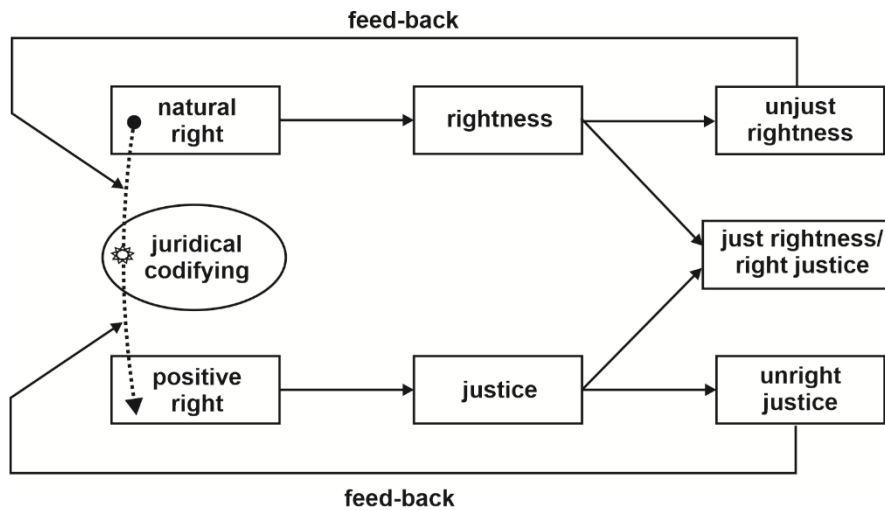 feed-back
natural
right
rightness
unjust
rightness
juridical
codifying
just rightness/
right justice
positive
right
justice
unright
justice
feed-back